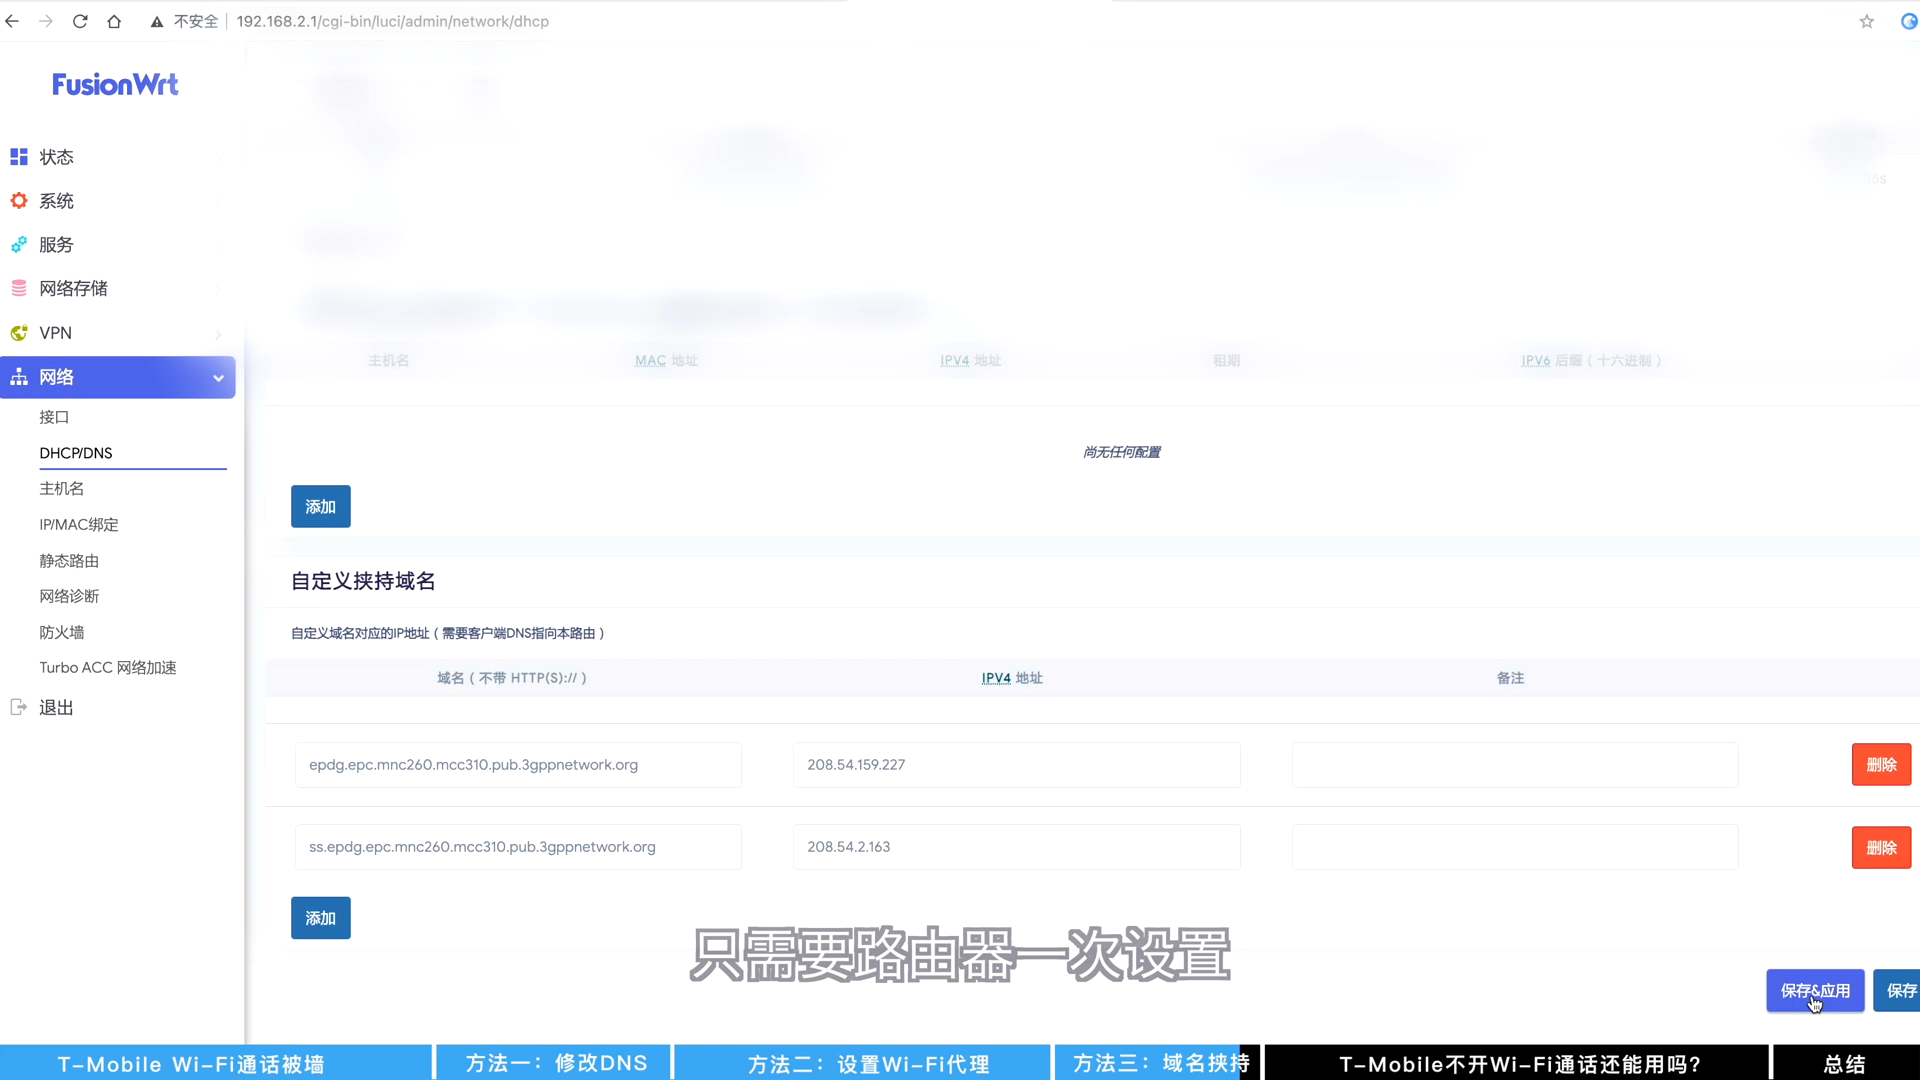 不安全 192.168.2.1/cgi-bin/luci/admin/network/dhcp
FusionWrt
状态
系统
服务
网络存储
VPN
网络
接口
DHCP/DNS
主机名
IP/MAC绑定
静态路由
网络诊断
防火墙
Turbo ACC 网络加速
退出
主机名 MAC 地址 IPV4 地址 租期 IPV6 后缀 ( 十六进制 )
尚无任何配置
添加
自定义挟持域名
自定义域名对应的IP地址 ( 需要客户端DNS指向本路由 )
域名 ( 不带 HTTP(S):// ) IPV4 地址 备注
epdg.epc.mnc260.mcc310.pub.3gppnetwork.org 208.54.159.227 删除
ss.epdg.epc.mnc260.mcc310.pub.3gppnetwork.org 208.54.2.163 删除
添加
只需要路由器一次设置
保存&应用 保存
T-Mobile Wi-Fi通话被墙 方法一：修改DNS 方法二：设置Wi-Fi代理 方法三：域名挟持 T-Mobile不开Wi-Fi通话还能用吗? 总结